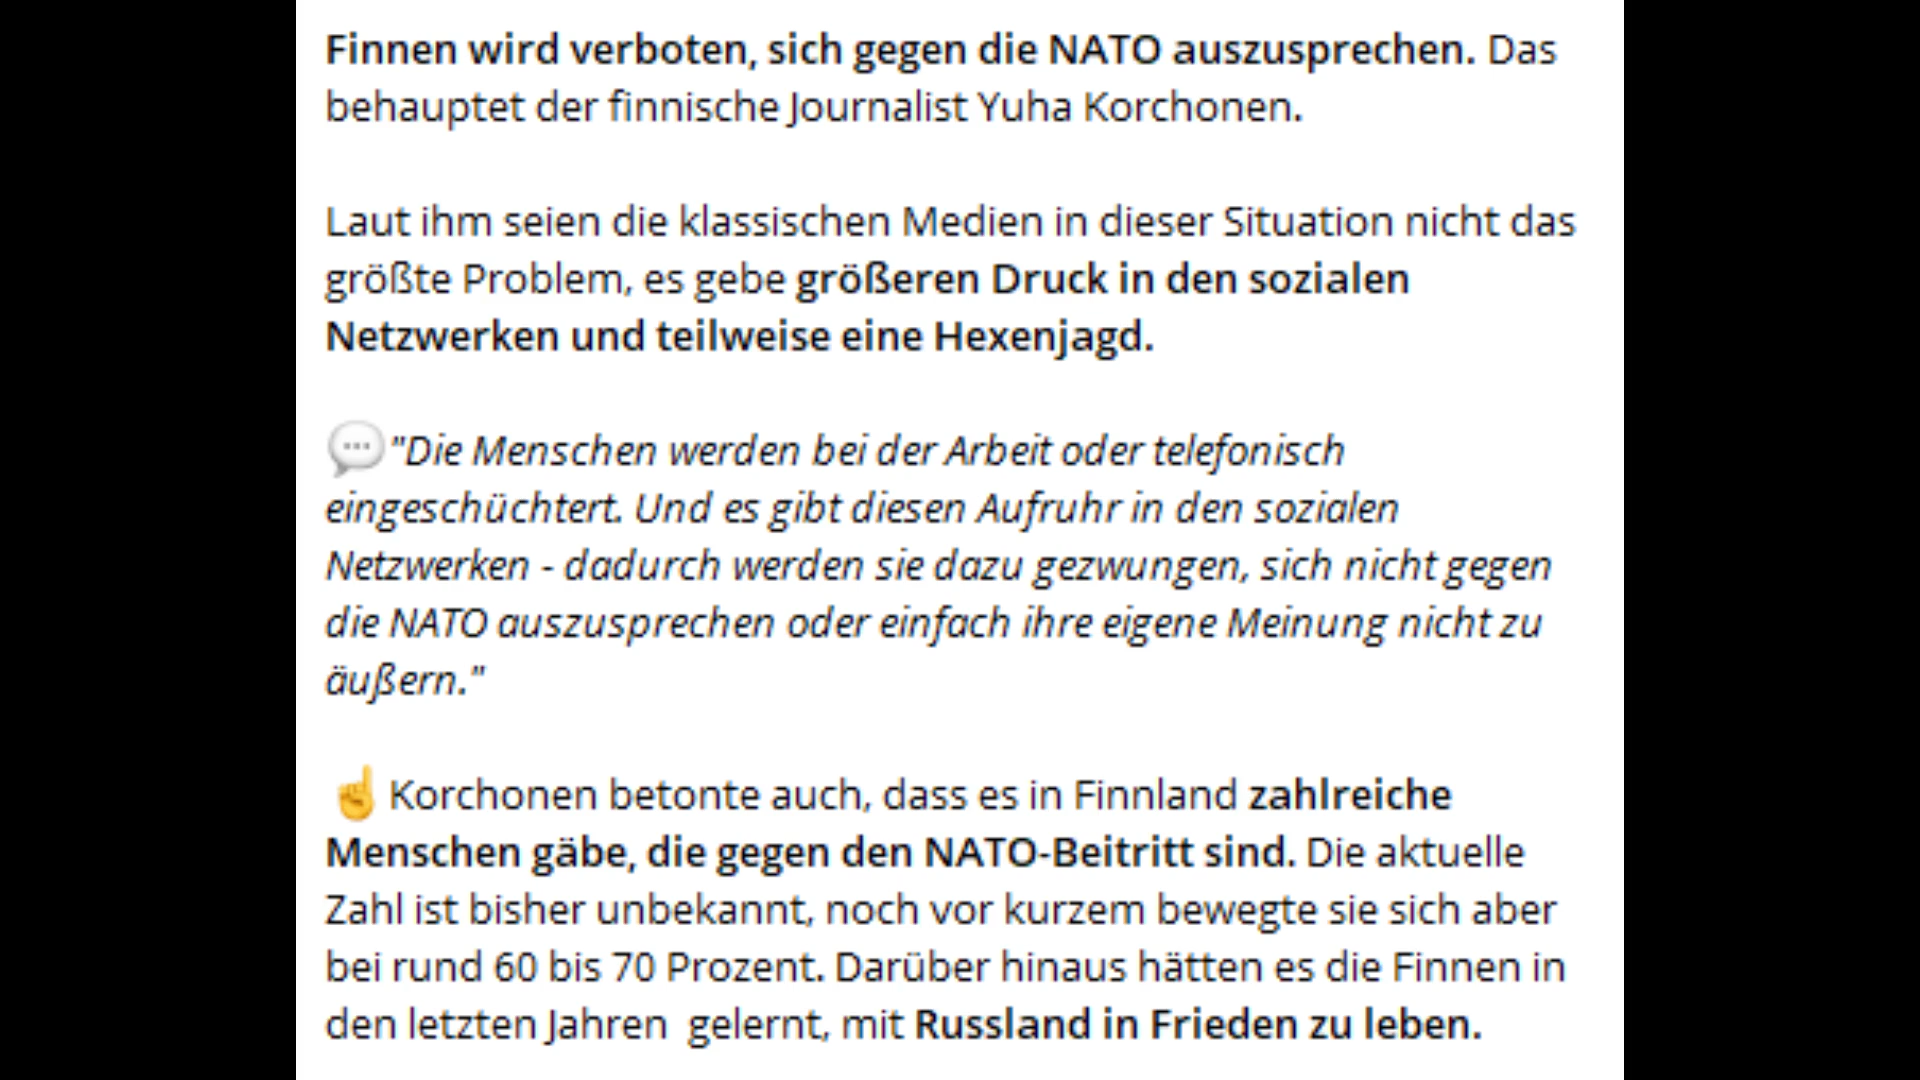 Finnen wird verboten, sich gegen die NATO auszusprechen. Das
behauptet der finnische Journalist Yuha Korchonen.
Laut ihm seien die klassischen Medien in dieser Situation nicht das
größte Problem, es gebe größeren Druck in den sozialen
Netzwerken und teilweise eine Hexenjagd.
"Die Menschen werden bei der Arbeit oder telefonisch
eingeschüchtert. Und es gibt diesen Aufruhr in den sozialen
Netzwerken - dadurch werden sie dazu gezwungen, sich nicht gegen
die NATO auszusprechen oder einfach ihre eigene Meinung nicht zu
äußern."
Korchonen betonte auch, dass es in Finnland zahlreiche
Menschen gäbe, die gegen den NATO-Beitritt sind. Die aktuelle
Zahl ist bisher unbekannt, noch vor kurzem bewegte sie sich aber
bei rund 60 bis 70 Prozent. Darüber hinaus hätten es die Finnen in
den letzten Jahren gelernt, mit Russland in Frieden zu leben.